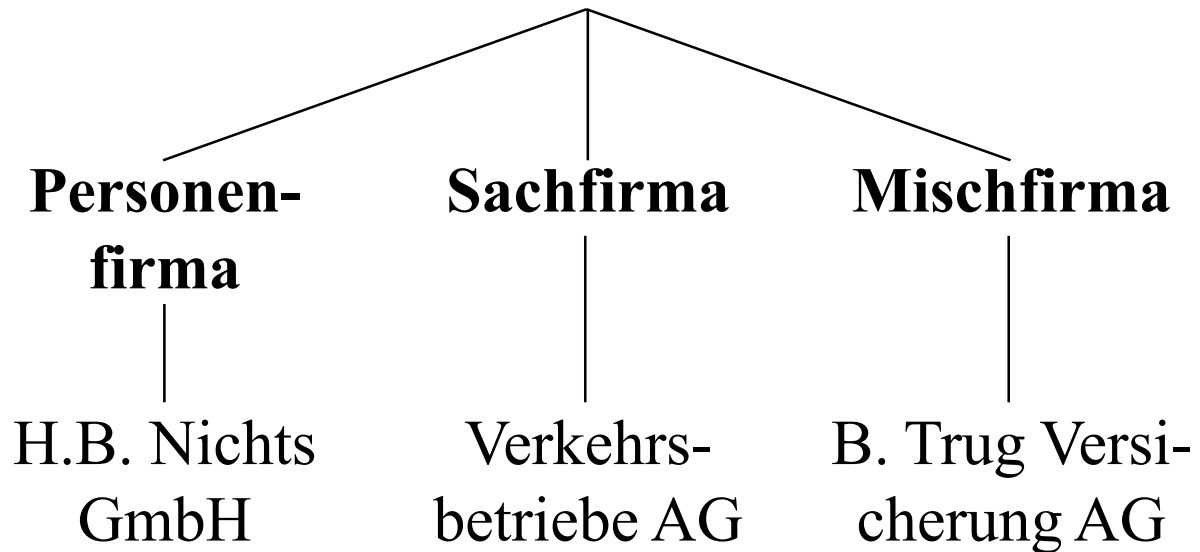 Personen-
firma
Sachfirma
Mischfirma
H.B. Nichts
GmbH
Verkehrs-
betriebe AG
B. Trug Versi-
cherung AG